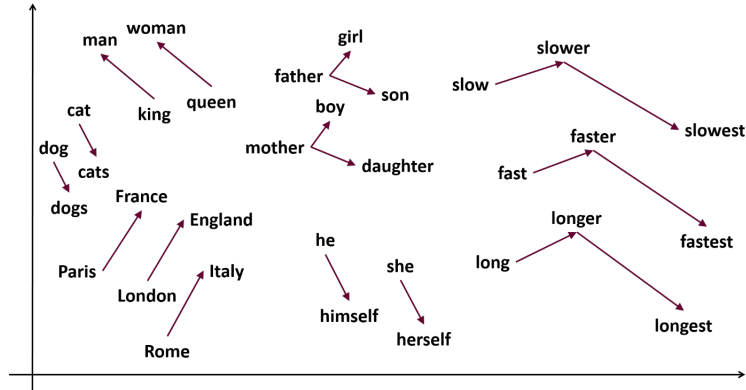 man
woman
king
queen
cat
cats
dog
dogs
France
Paris
England
London
Italy
Rome
girl
father
son
boy
mother
daughter
he
himself
she
herself
slower
slow
slowest
faster
fast
fastest
longer
long
longest